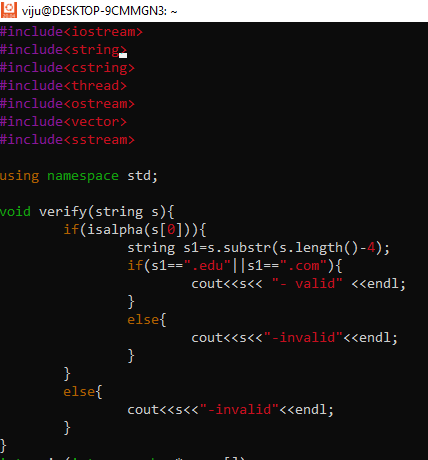 viju@DESKTOP-9CMMGN3: ~
#include<iostream>
#include<string>
#include<cstring>
#include<thread>
#include<ostream>
#include<vector>
#include<sstream>
using namespace std;
void verify(string s){
if(isalpha(s[0])){
string s1=s.substr(s.length()-4);
if(s1==".edu"||s1==".com"){
cout<<s<< "- valid" <<endl;
}
else{
cout<<s<<"-invalid"<<endl;
}
}
else{
cout<<s<<"-invalid"<<endl;
}
}